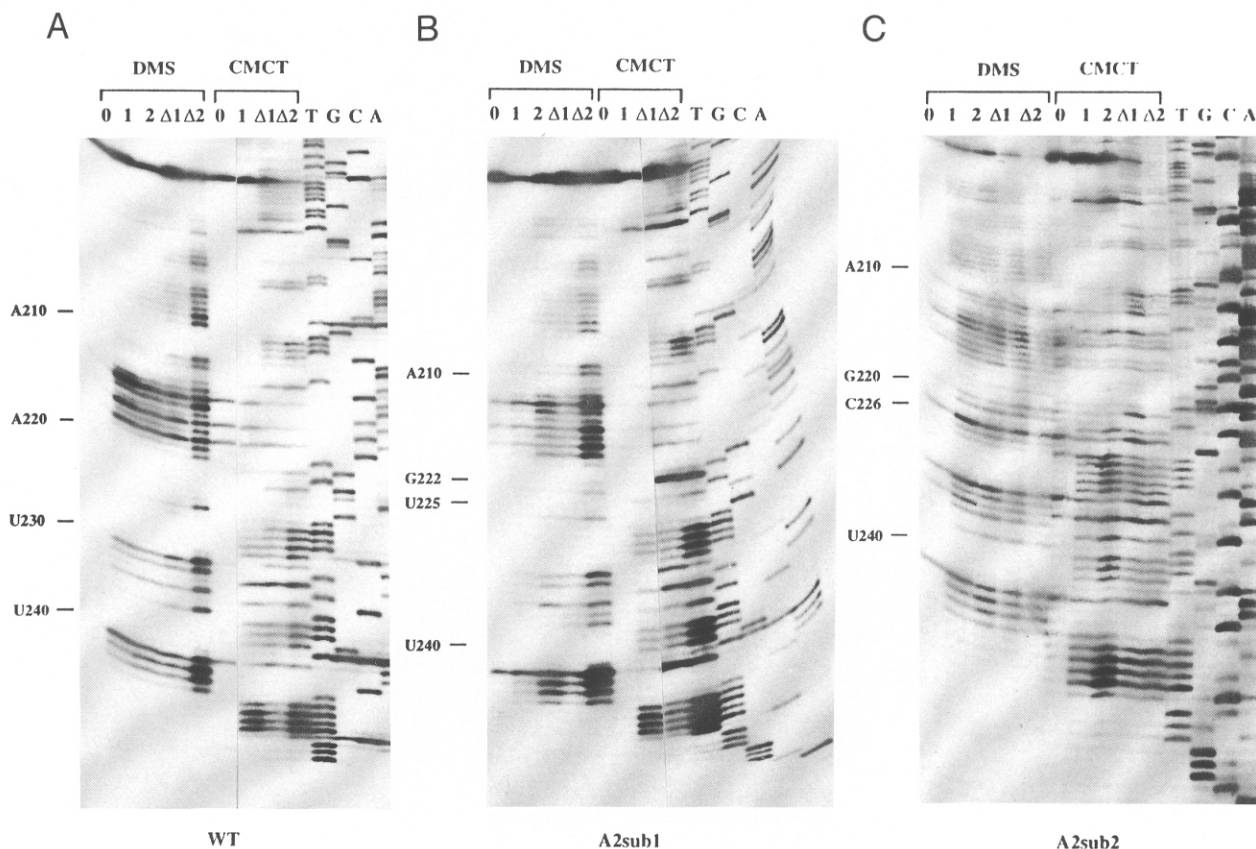 A
B
C
DMS CMCT
0 1 2 Δ1 Δ2 0 1 Δ1 Δ2 T G C A
A210
A220
U230
U240
WT
DMS CMCT
0 1 2 Δ1 Δ2 0 1 Δ1 Δ2 T G C A
A210
G222
U225
U240
A2sub1
DMS CMCT
0 1 2 Δ1 Δ2 0 1 2 Δ1 Δ2 T G C A
A210
G220
C226
U240
A2sub2